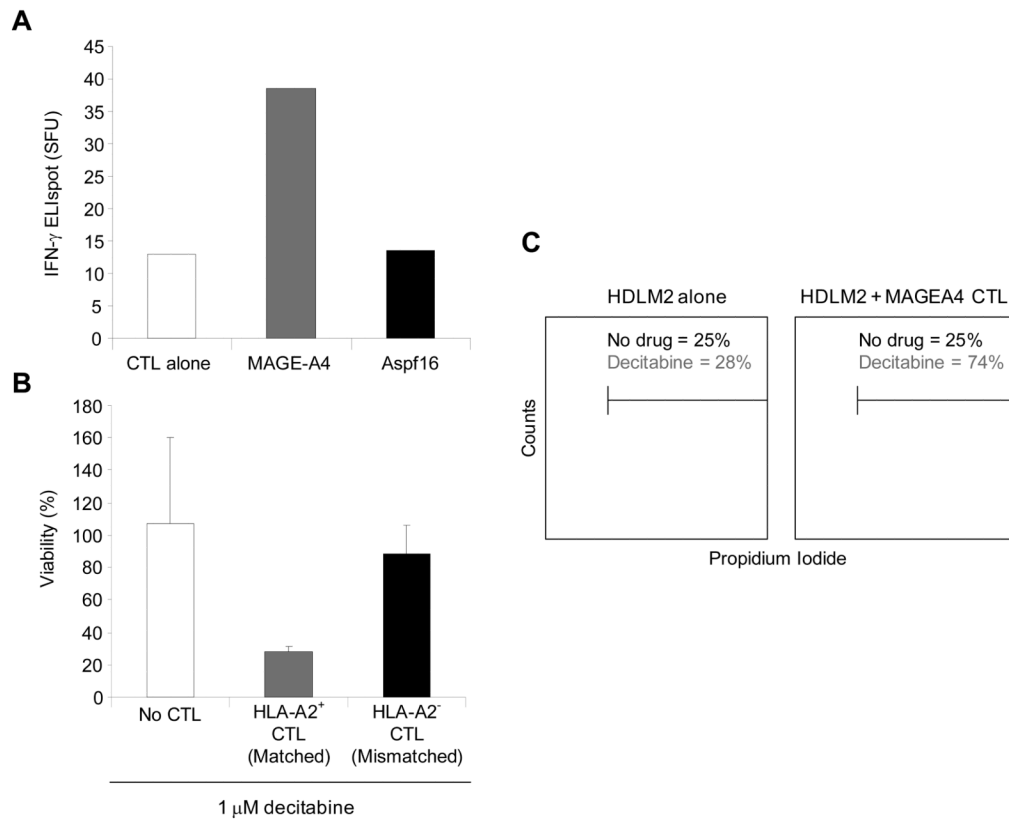 A
45
40
35
30
25
20
15
10
5
0
IFN-γ ELIspot (SFU)
CTL alone MAGE-A4 Aspf16
B
180
160
140
120
100
80
60
40
20
0
Viability (%)
No CTL
HLA-A2⁺
CTL
(Matched)
HLA-A2⁻
CTL
(Mismatched)
1 μM decitabine
C
HDLM2 alone
No drug = 25%
Decitabine = 28%
HDLM2 + MAGEA4 CTL
No drug = 25%
Decitabine = 74%
Counts
Propidium Iodide